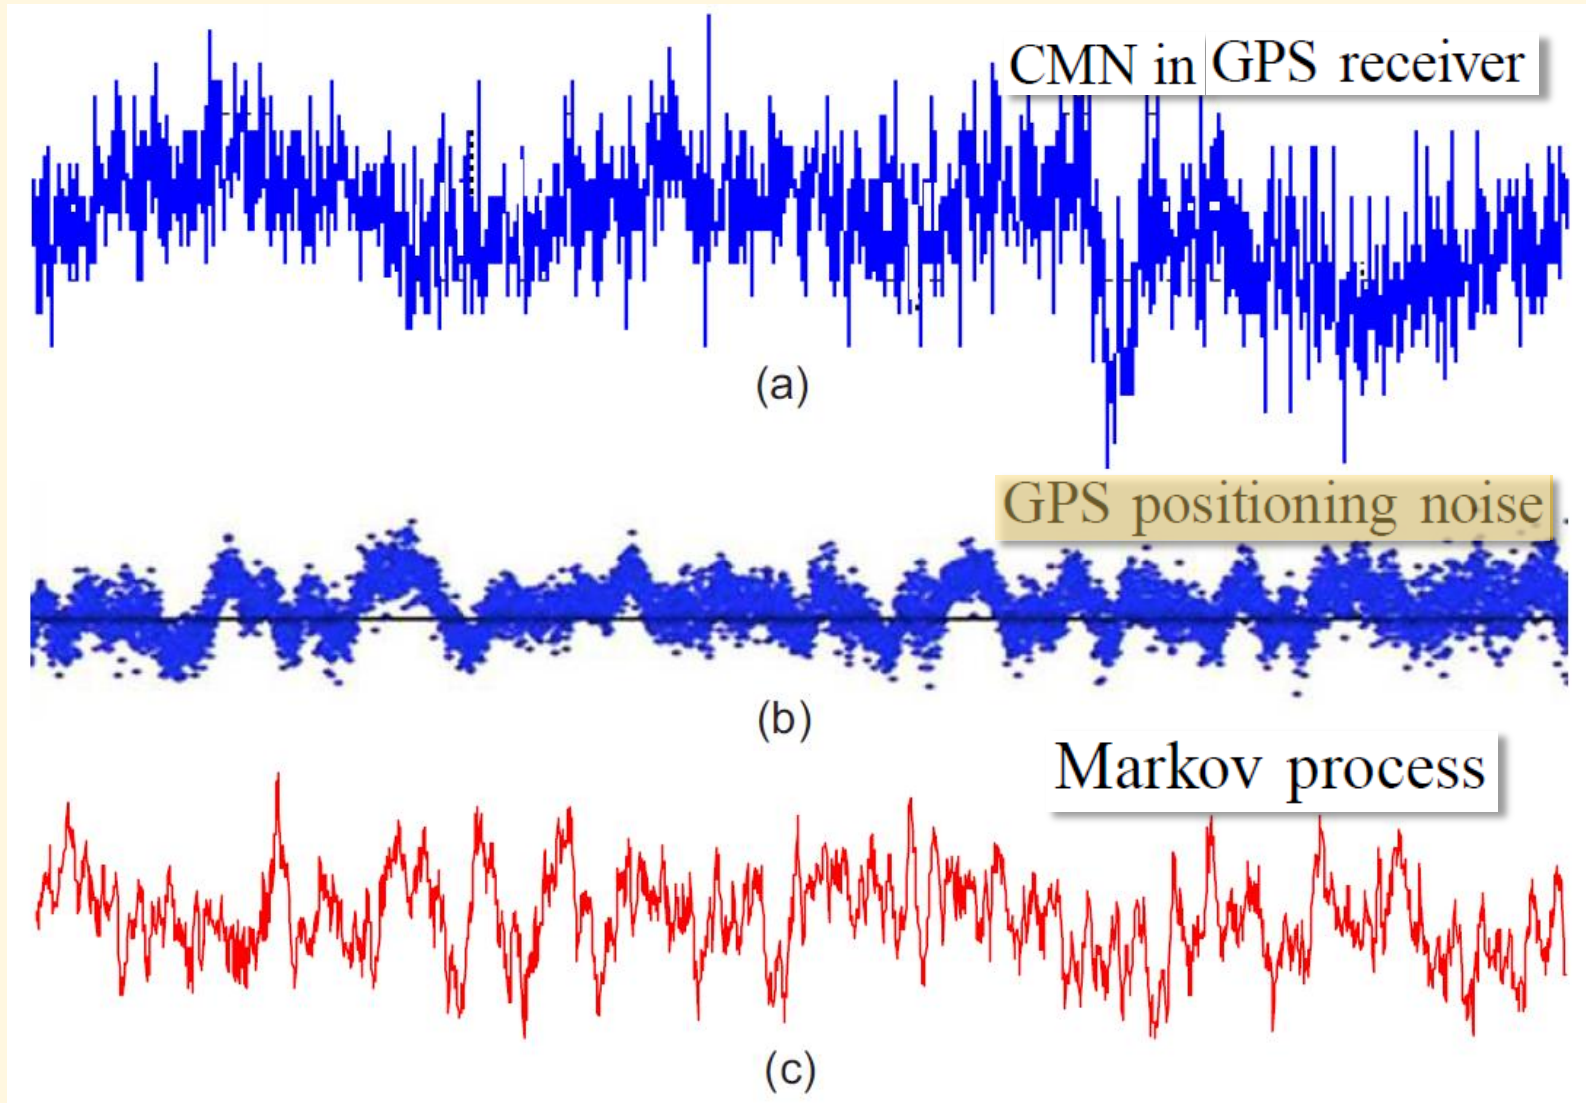 CMN in GPS receiver
(a)
GPS positioning noise
(b)
Markov process
(c)